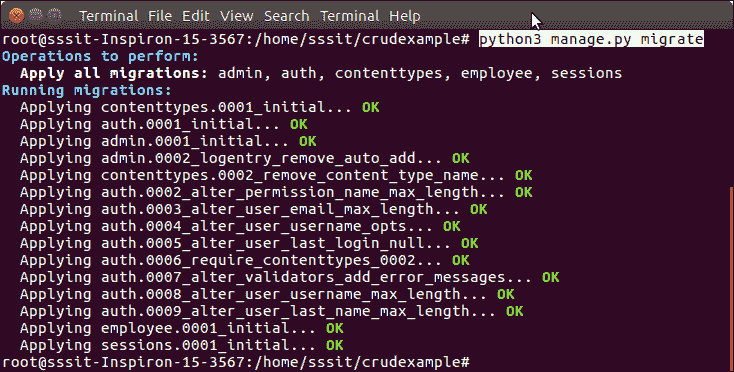 Terminal File Edit View Search Terminal Help
root@sssit-Inspiron-15-3567:/home/sssit/crudexample# python3 manage.py migrate
Operations to perform:
  Apply all migrations: admin, auth, contenttypes, employee, sessions
Running migrations:
  Applying contenttypes.0001_initial... OK
  Applying auth.0001_initial... OK
  Applying admin.0001_initial... OK
  Applying admin.0002_logentry_remove_auto_add... OK
  Applying contenttypes.0002_remove_content_type_name... OK
  Applying auth.0002_alter_permission_name_max_length... OK
  Applying auth.0003_alter_user_email_max_length... OK
  Applying auth.0004_alter_user_username_opts... OK
  Applying auth.0005_alter_user_last_login_null... OK
  Applying auth.0006_require_contenttypes_0002... OK
  Applying auth.0007_alter_validators_add_error_messages... OK
  Applying auth.0008_alter_user_username_max_length... OK
  Applying auth.0009_alter_user_last_name_max_length... OK
  Applying employee.0001_initial... OK
  Applying sessions.0001_initial... OK
root@sssit-Inspiron-15-3567:/home/sssit/crudexample#